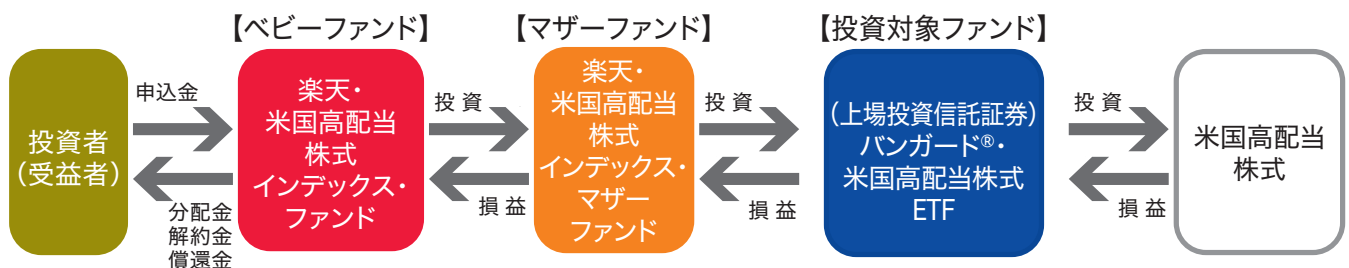 【ベビーファンド】
【マザーファンド】
【投資対象ファンド】
投資者
(受益者)
申込金
分配金
解約金
償還金
楽天・
米国高配当
株式
インデックス・
ファンド
投資
損益
楽天・
米国高配当
株式
インデックス・
マザー
ファンド
投資
損益
(上場投資信託証券)
バンガード®・
米国高配当株式
ETF
投資
損益
米国高配当
株式